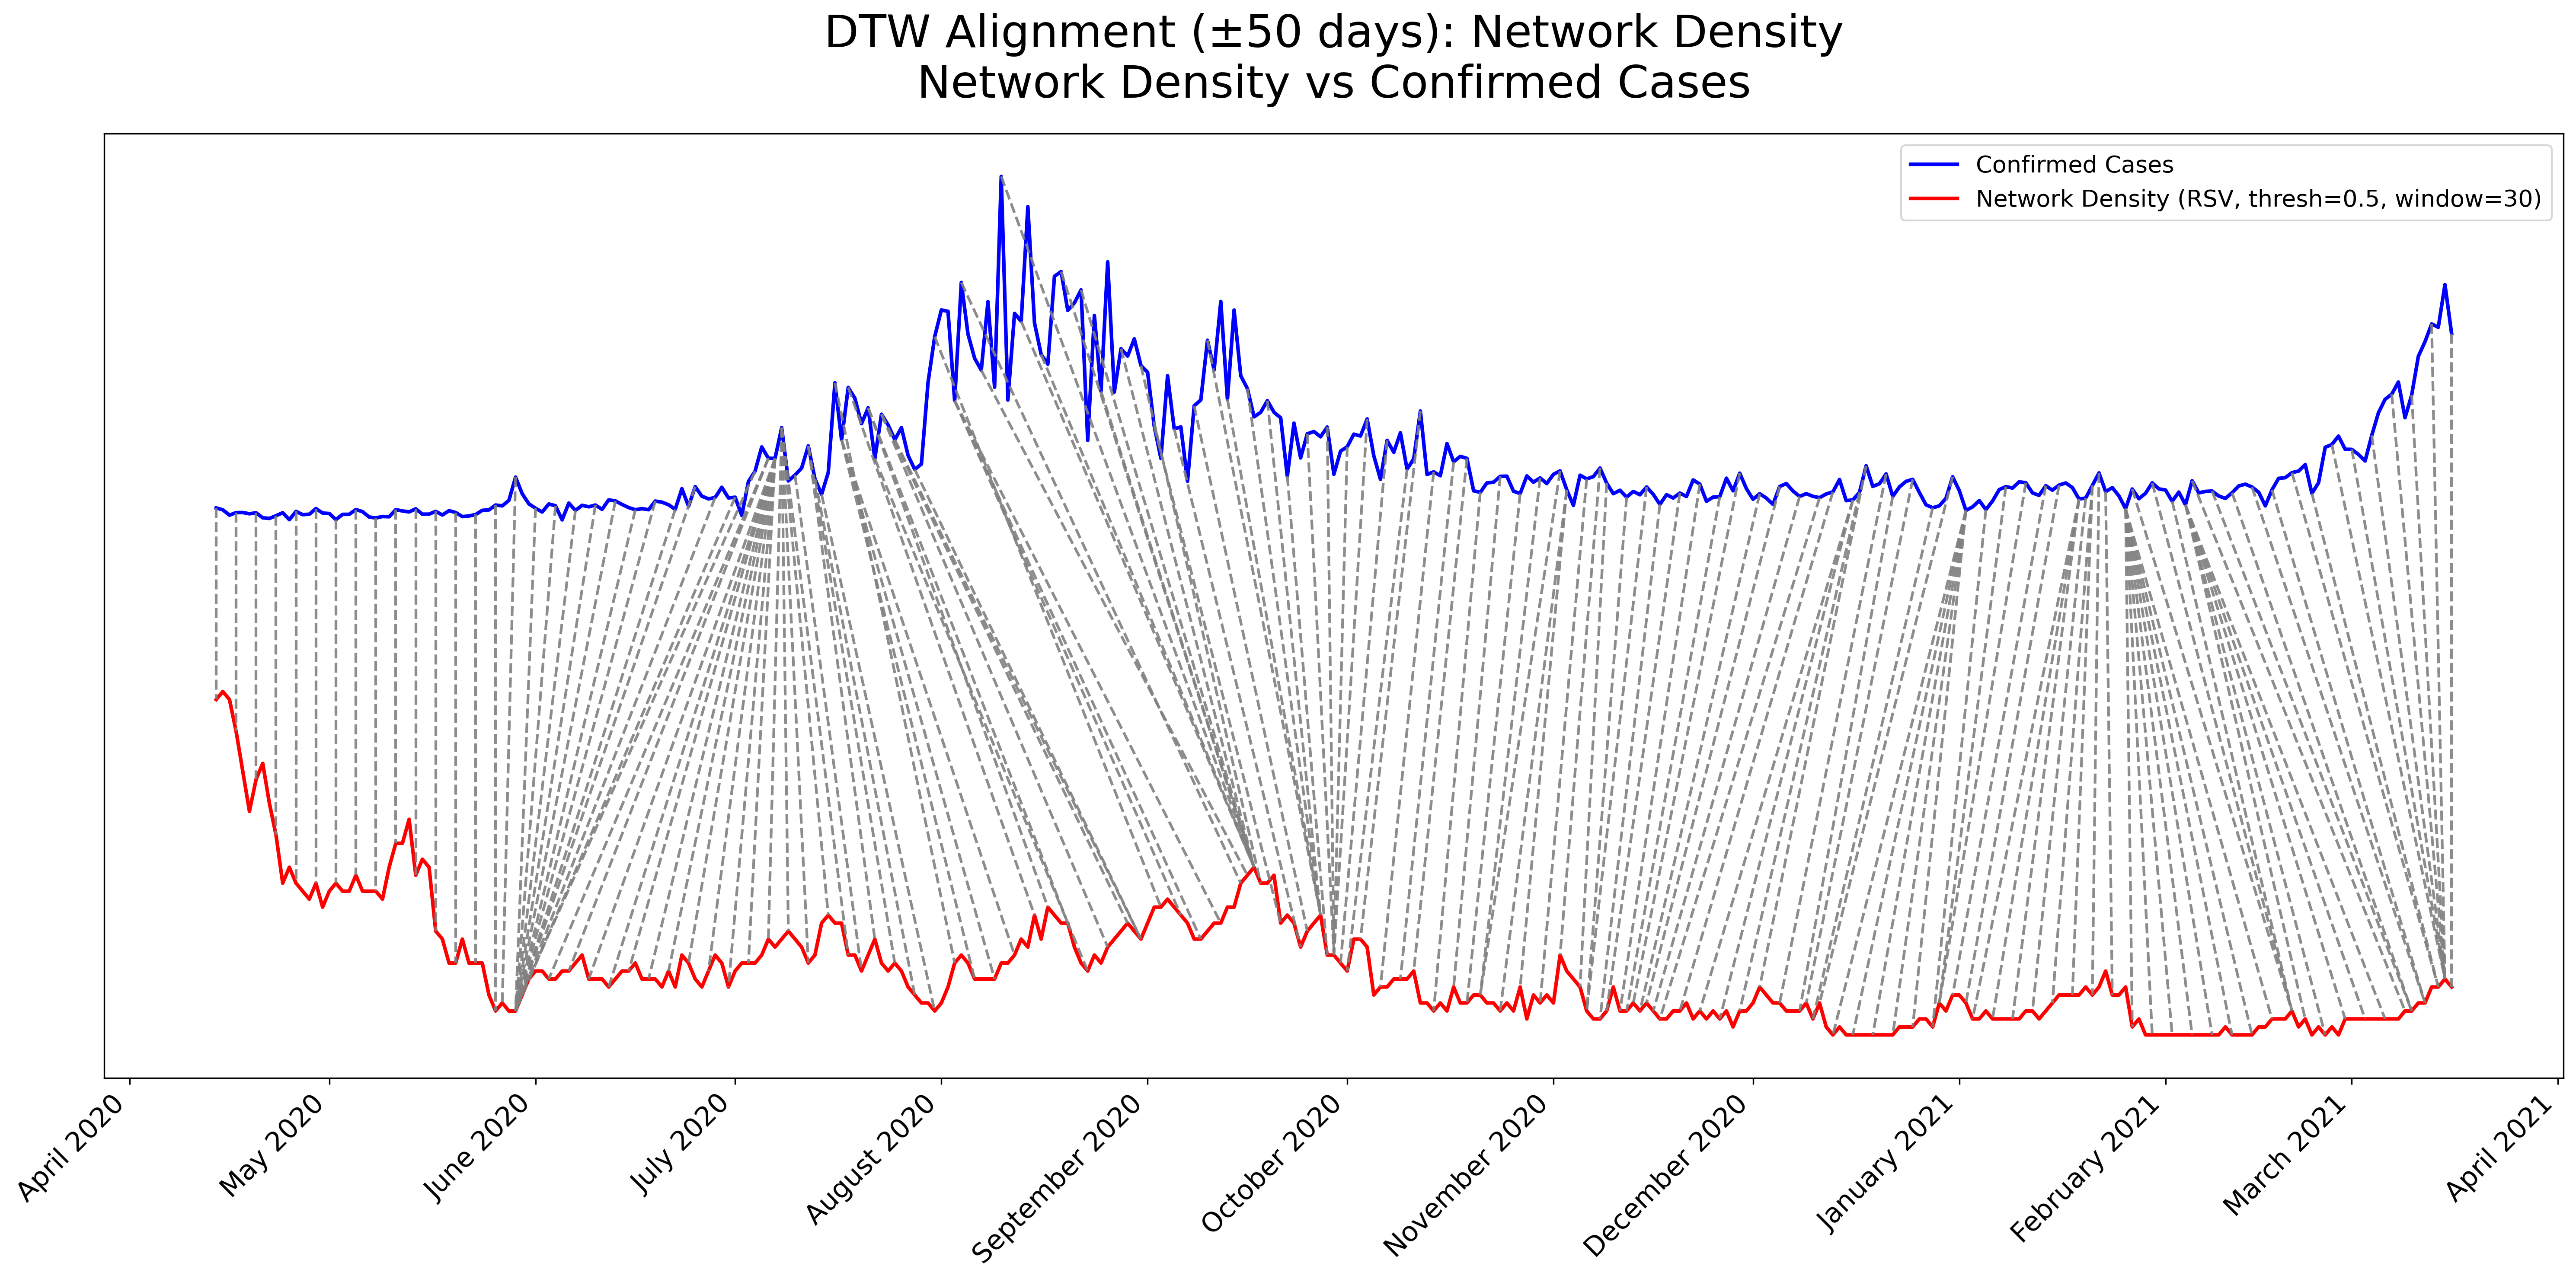 DTW Alignment (±50 days): Network Density
Network Density vs Confirmed Cases
Confirmed Cases
Network Density (RSV, thresh=0.5, window=30)
April 2020
May 2020
June 2020
July 2020
August 2020
September 2020
October 2020
November 2020
December 2020
January 2021
February 2021
March 2021
April 2021